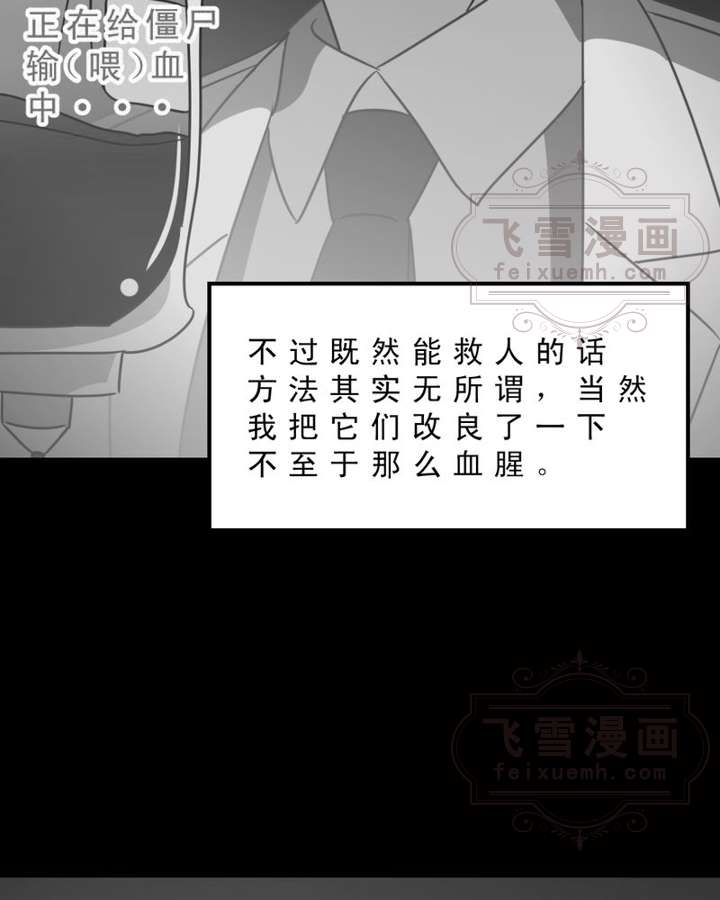 正在给僵尸
输(喂)血
中・・・
飞雪漫画
feixuemh.com
不过既然能救人的话
方法其实无所谓，当然
我把它们改良了一下
不至于那么血腥。
飞雪漫画
feixuemh.com